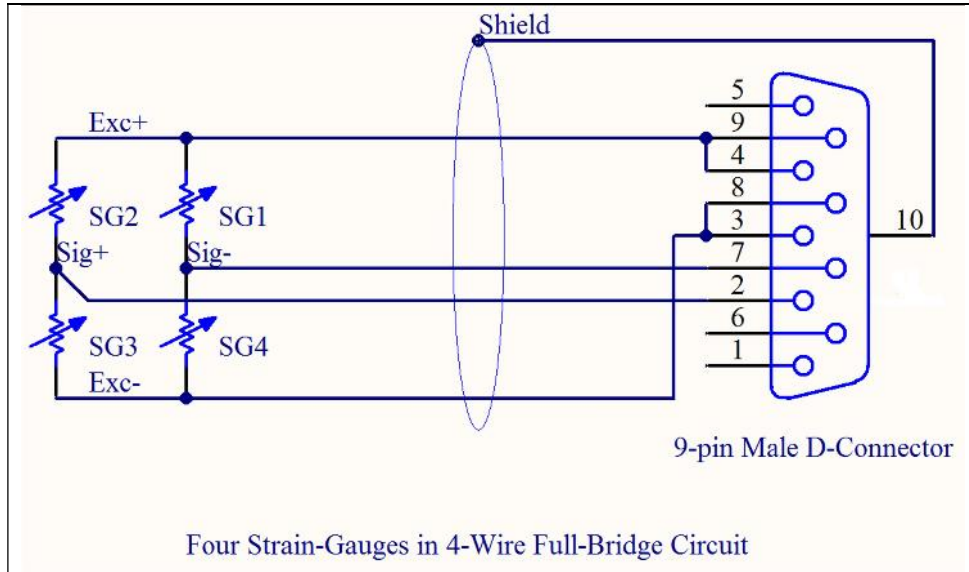 Shield
5
Exc+
9
4
8
SG2
SG1
3
10
Sig+
Sig-
7
2
SG3
SG4
6
Exc-
1
9-pin Male D-Connector
Four Strain-Gauges in 4-Wire Full-Bridge Circuit